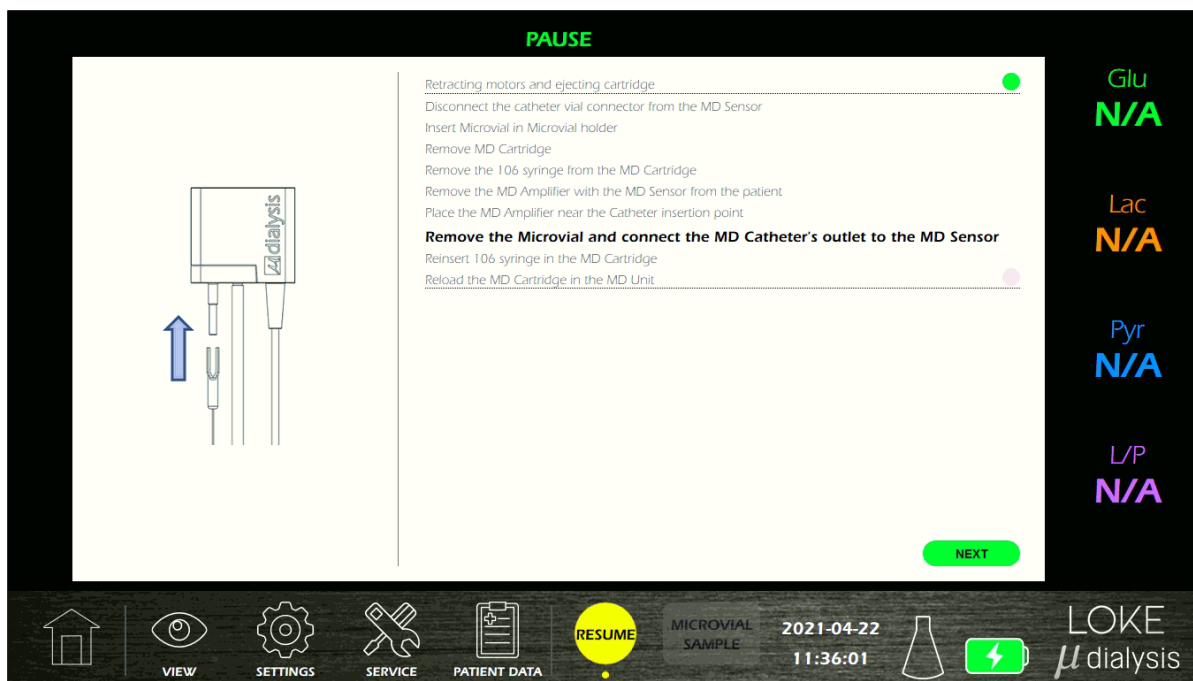 PAUSE
Retracting motors and ejecting cartridge
Disconnect the catheter vial connector from the MD Sensor
Insert Microvial in Microvial holder
Remove MD Cartridge
Remove the 106 syringe from the MD Cartridge
Remove the MD Amplifier with the MD Sensor from the patient
Place the MD Amplifier near the Catheter insertion point
Remove the Microvial and connect the MD Catheter's outlet to the MD Sensor
Reinsert 106 syringe in the MD Cartridge
Reload the MD Cartridge in the MD Unit
μdialysis
NEXT
Glu
N/A
Lac
N/A
Pyr
N/A
L/P
N/A
VIEW
SETTINGS
SERVICE
PATIENT DATA
RESUME
MICROVIAL
SAMPLE
2021-04-22
11:36:01
LOKE
μ dialysis